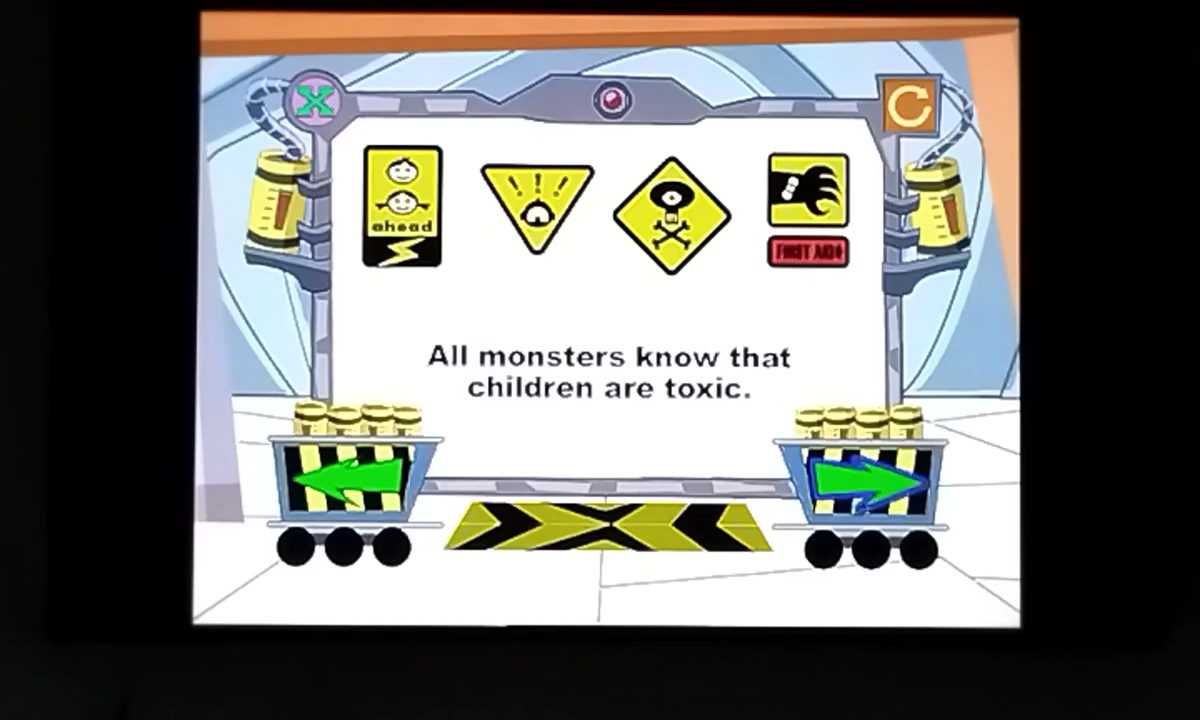 ahead
FIRST AID
All monsters know that
children are toxic.